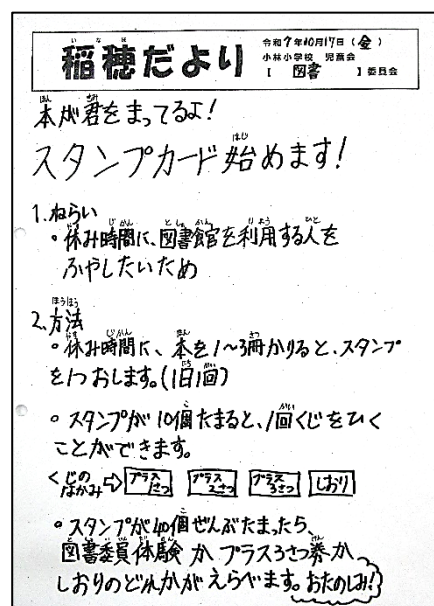 稲穂だより
令和7年10月17日(金)
小林小学校 児童会
【 図書 】委員会
本が君をまってるよ!
スタンプカード始めます!
1.ねらい
○休み時間に、図書館を利用する人を
ふやしたいため
2.方法
○休み時間に、本を1~3冊かりると、スタンプ
を1つおします。(1日1回)
○スタンプが10個たまると、1回くじをひく
ことができます。
くじのなかみ⇨ プラス1さつ プラス2さつ プラス3さつ しおり
○スタンプが40個ぜんぶたまったら、
図書委員体験か、プラス3さつ券か、
しおりのどれかがえらべます。おたのしみ!